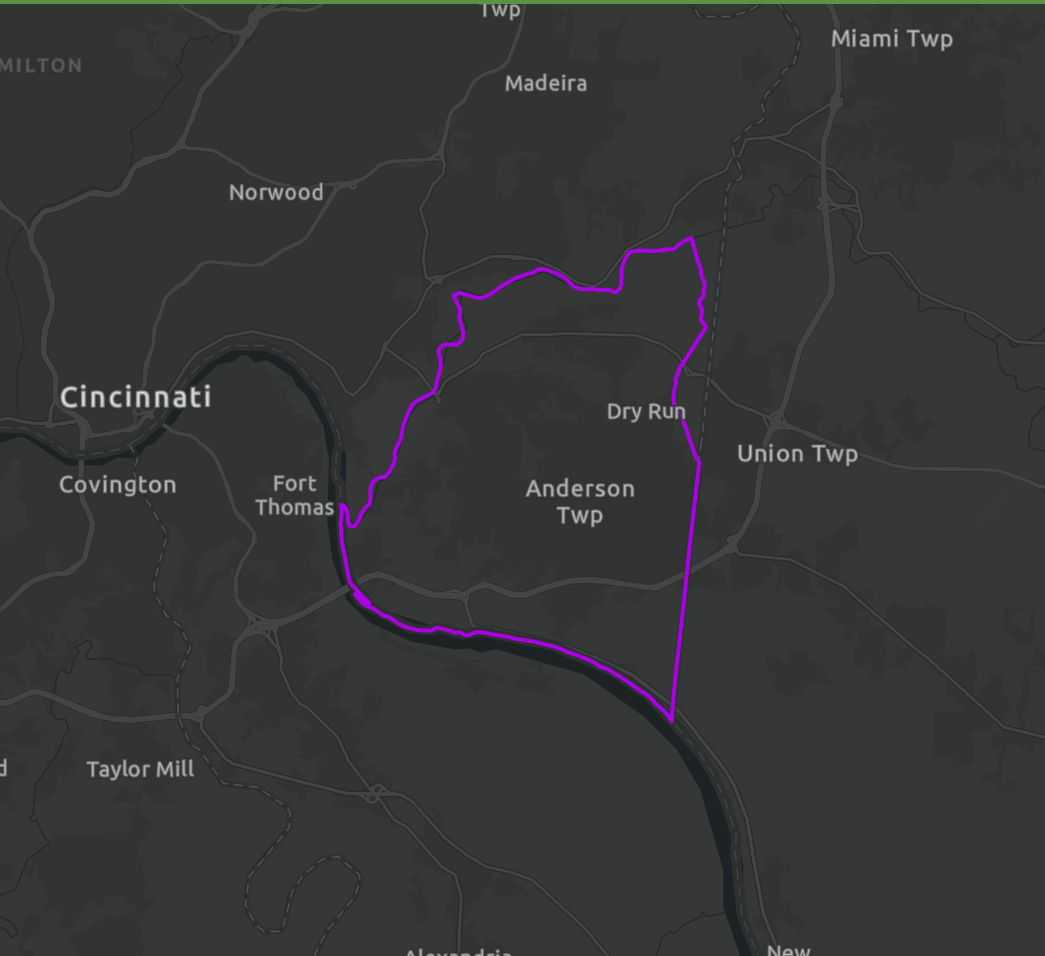 Twp
Miami Twp
MILTON
Madeira
Norwood
Cincinnati
Dry Run
Union Twp
Covington
Fort
Thomas
Anderson
Twp
d
Taylor Mill
New
Alexandria